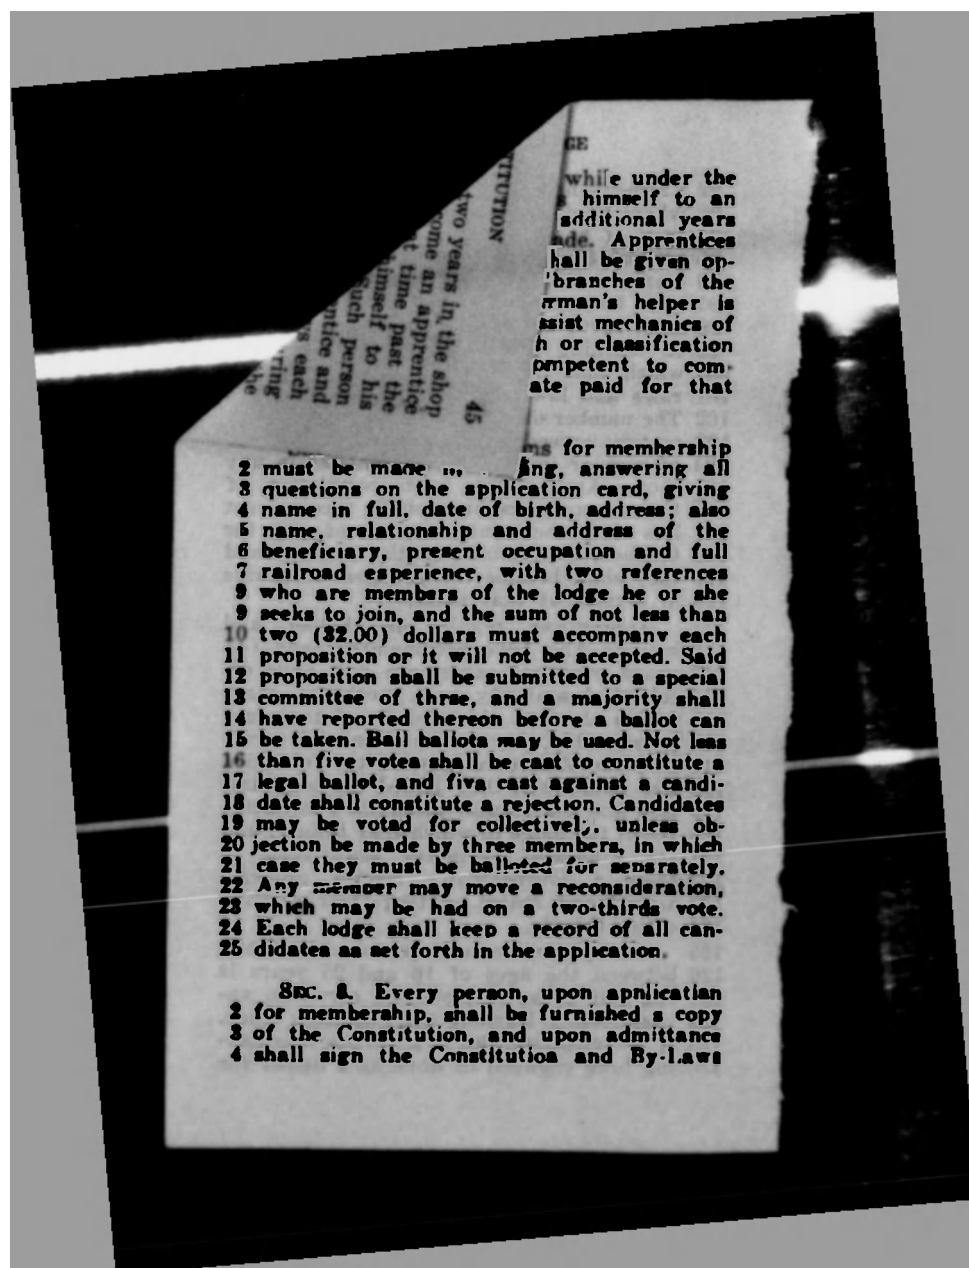 GE
while under the
himself to an
additional years
ade. Apprentices
hall be given op-
branches of the
rman's helper is
ssist mechanics of
h or classification
ompetent to com-
ate paid for that
ms for membership
2 must be made ing, answering all
3 questions on the application card, giving
4 name in full, date of birth, address; also
5 name, relationship and address of the
6 beneficiary, present occupation and full
7 railroad experience, with two references
9 who are members of the lodge he or she
9 seeks to join, and the sum of not less than
10 two ($2.00) dollars must accompany each
11 proposition or it will not be accepted. Said
12 proposition shall be submitted to a special
13 committee of three, and a majority shall
14 have reported thereon before a ballot can
15 be taken. Ball ballots may be used. Not less
16 than five votes shall be cast to constitute a
17 legal ballot, and five cast against a candi-
18 date shall constitute a rejection. Candidates
19 may be voted for collectively, unless ob-
20 jection be made by three members, in which
21 case they must be balloted for separately.
22 Any member may move a reconsideration,
23 which may be had on a two-thirds vote.
24 Each lodge shall keep a record of all can-
25 didates as set forth in the application.
SEC. 3. Every person, upon application
2 for membership, shall be furnished a copy
3 of the Constitution, and upon admittance
4 shall sign the Constitution and By-Laws
TITUTION
45
two years in the shop
come an apprentice
t time past the
himself to his
such person
ntice and
s each
ring
be